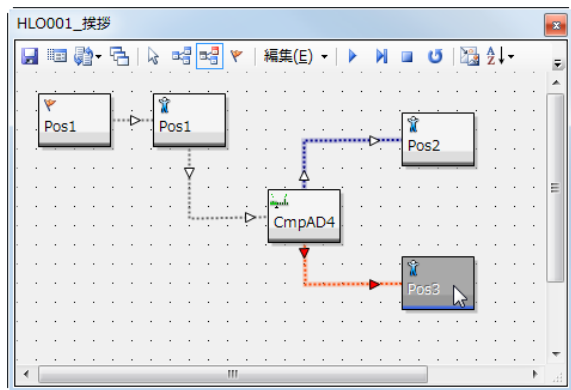 HLO001_挨拶
編集(E)
Pos1
Pos1
Pos2
CmpAD4
Pos3